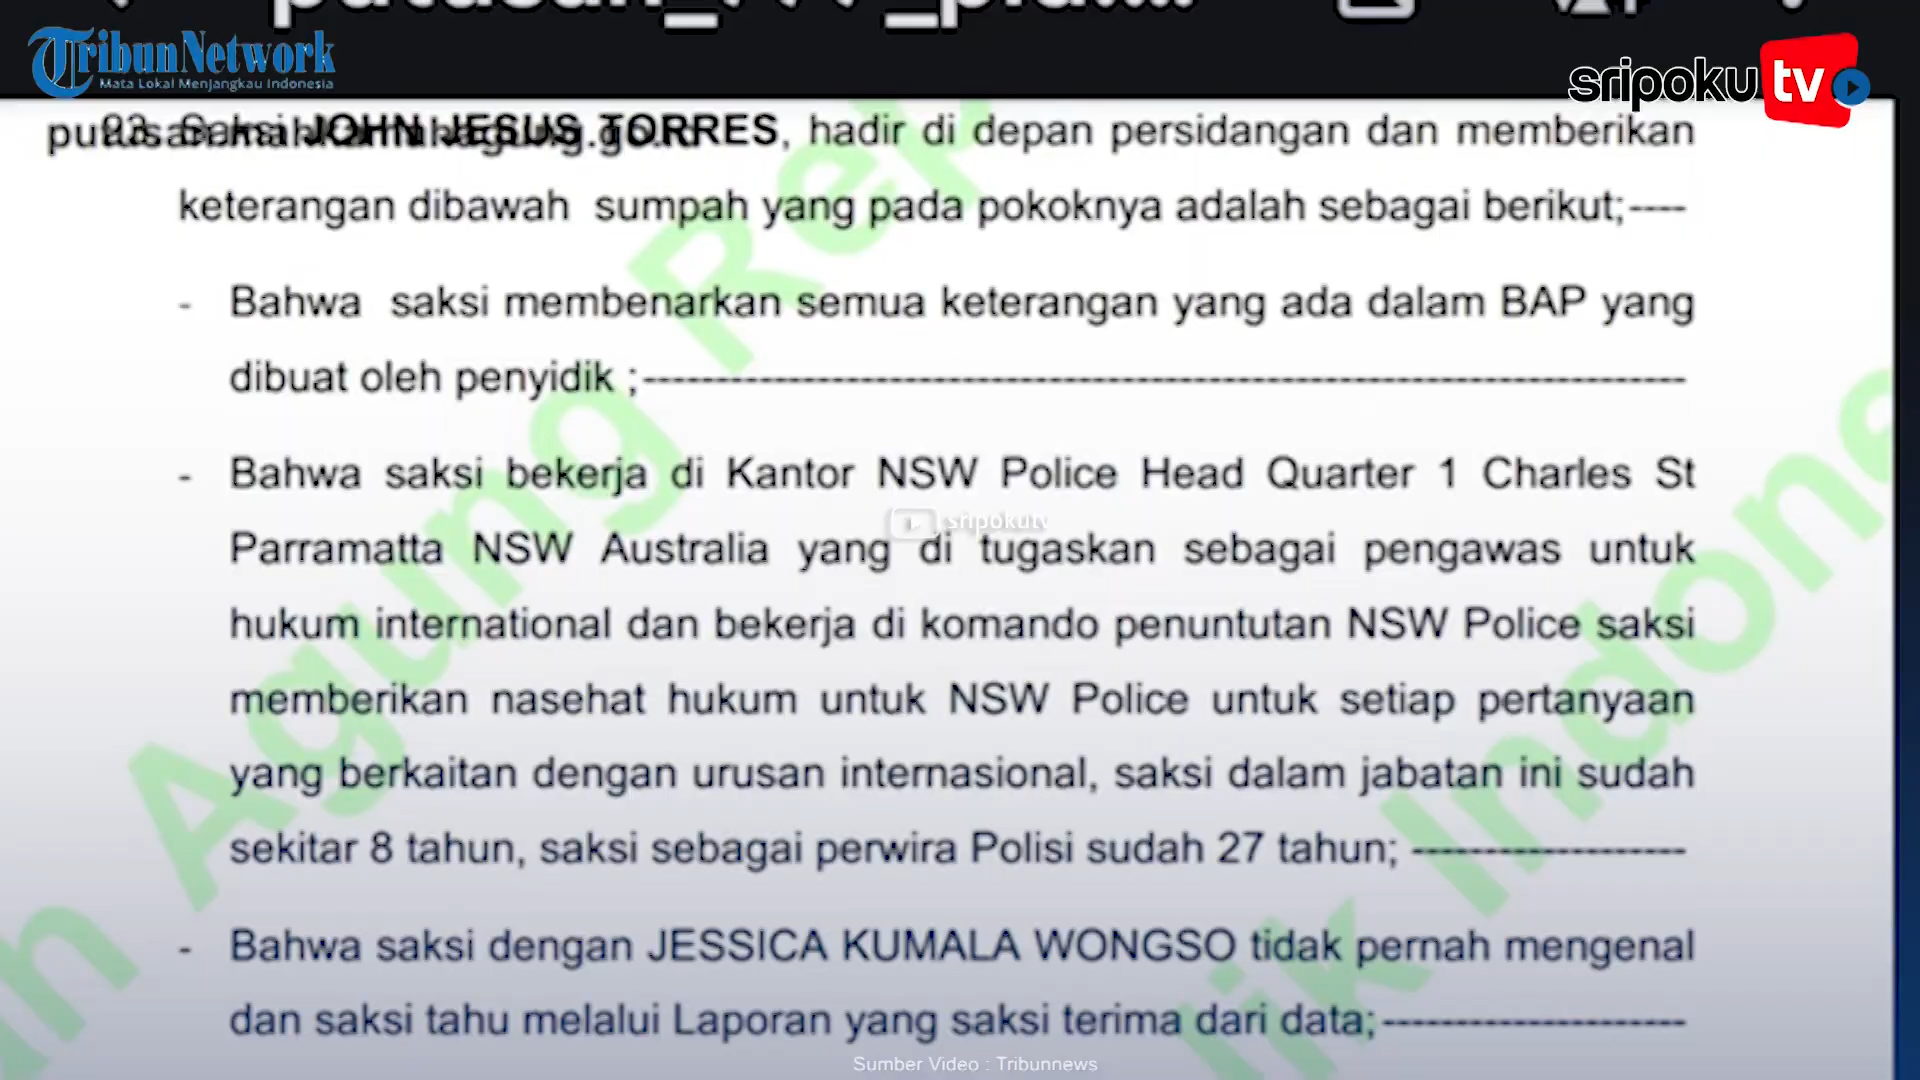 TribunNetwork
Mata Lokal Menjangkau Indonesia
sripoku tv
putusan.mahkamahagung.go.id
23. Saksi JOHN JESUS TORRES, hadir di depan persidangan dan memberikan
keterangan dibawah sumpah yang pada pokoknya adalah sebagai berikut;----
- Bahwa saksi membenarkan semua keterangan yang ada dalam BAP yang
dibuat oleh penyidik ;------------------------------------------------------------------------
- Bahwa saksi bekerja di Kantor NSW Police Head Quarter 1 Charles St
sripokutv
Parramatta NSW Australia yang di tugaskan sebagai pengawas untuk
hukum international dan bekerja di komando penuntutan NSW Police saksi
memberikan nasehat hukum untuk NSW Police untuk setiap pertanyaan
yang berkaitan dengan urusan internasional, saksi dalam jabatan ini sudah
sekitar 8 tahun, saksi sebagai perwira Polisi sudah 27 tahun; -------------------
- Bahwa saksi dengan JESSICA KUMALA WONGSO tidak pernah mengenal
dan saksi tahu melalui Laporan yang saksi terima dari data;---------------------
Sumber Video : Tribunnews